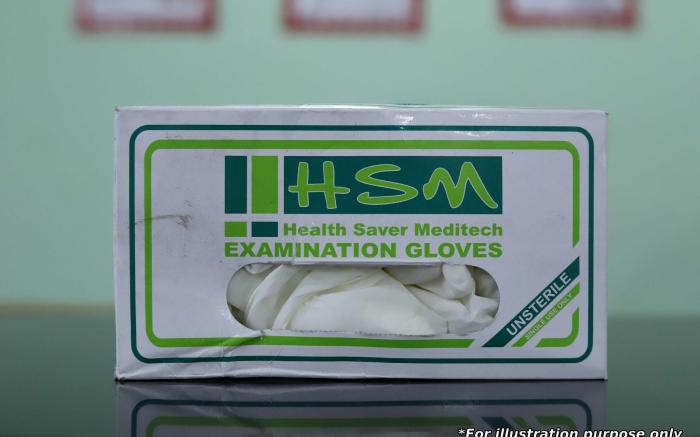 HSM
Health Saver Meditech
EXAMINATION GLOVES
UNSTERILE
SINGLE USE ONLY
*For illustration purpose only